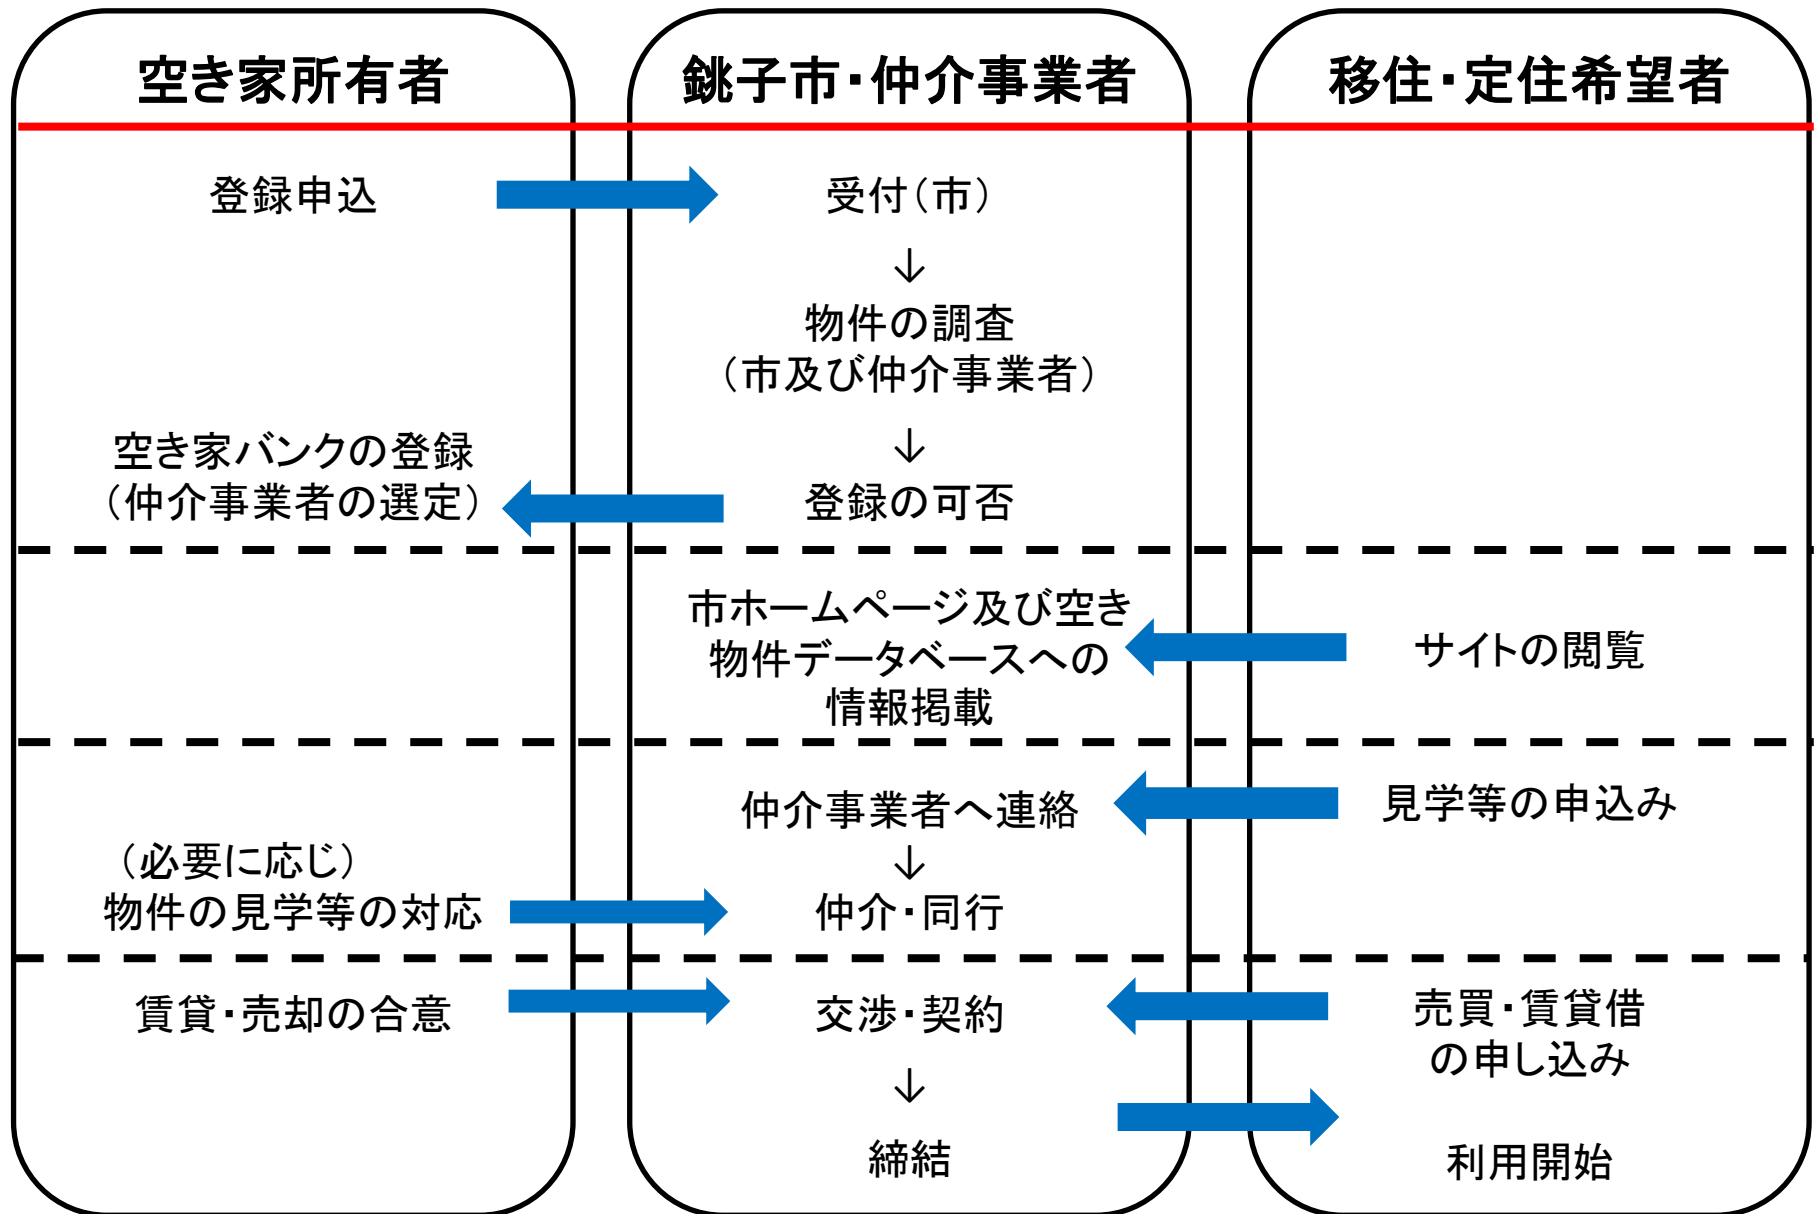 空き家所有者
銚子市・仲介事業者
移住・定住希望者
登録申込
受付（市）
↓
物件の調査
（市及び仲介事業者）
↓
登録の可否
空き家バンクの登録
（仲介事業者の選定）
市ホームページ及び空き
物件データベースへの
情報掲載
サイトの閲覧
見学等の申込み
仲介事業者へ連絡
↓
仲介・同行
（必要に応じ）
物件の見学等の対応
賃貸・売却の合意
交渉・契約
↓
締結
売買・賃貸借
の申し込み
利用開始